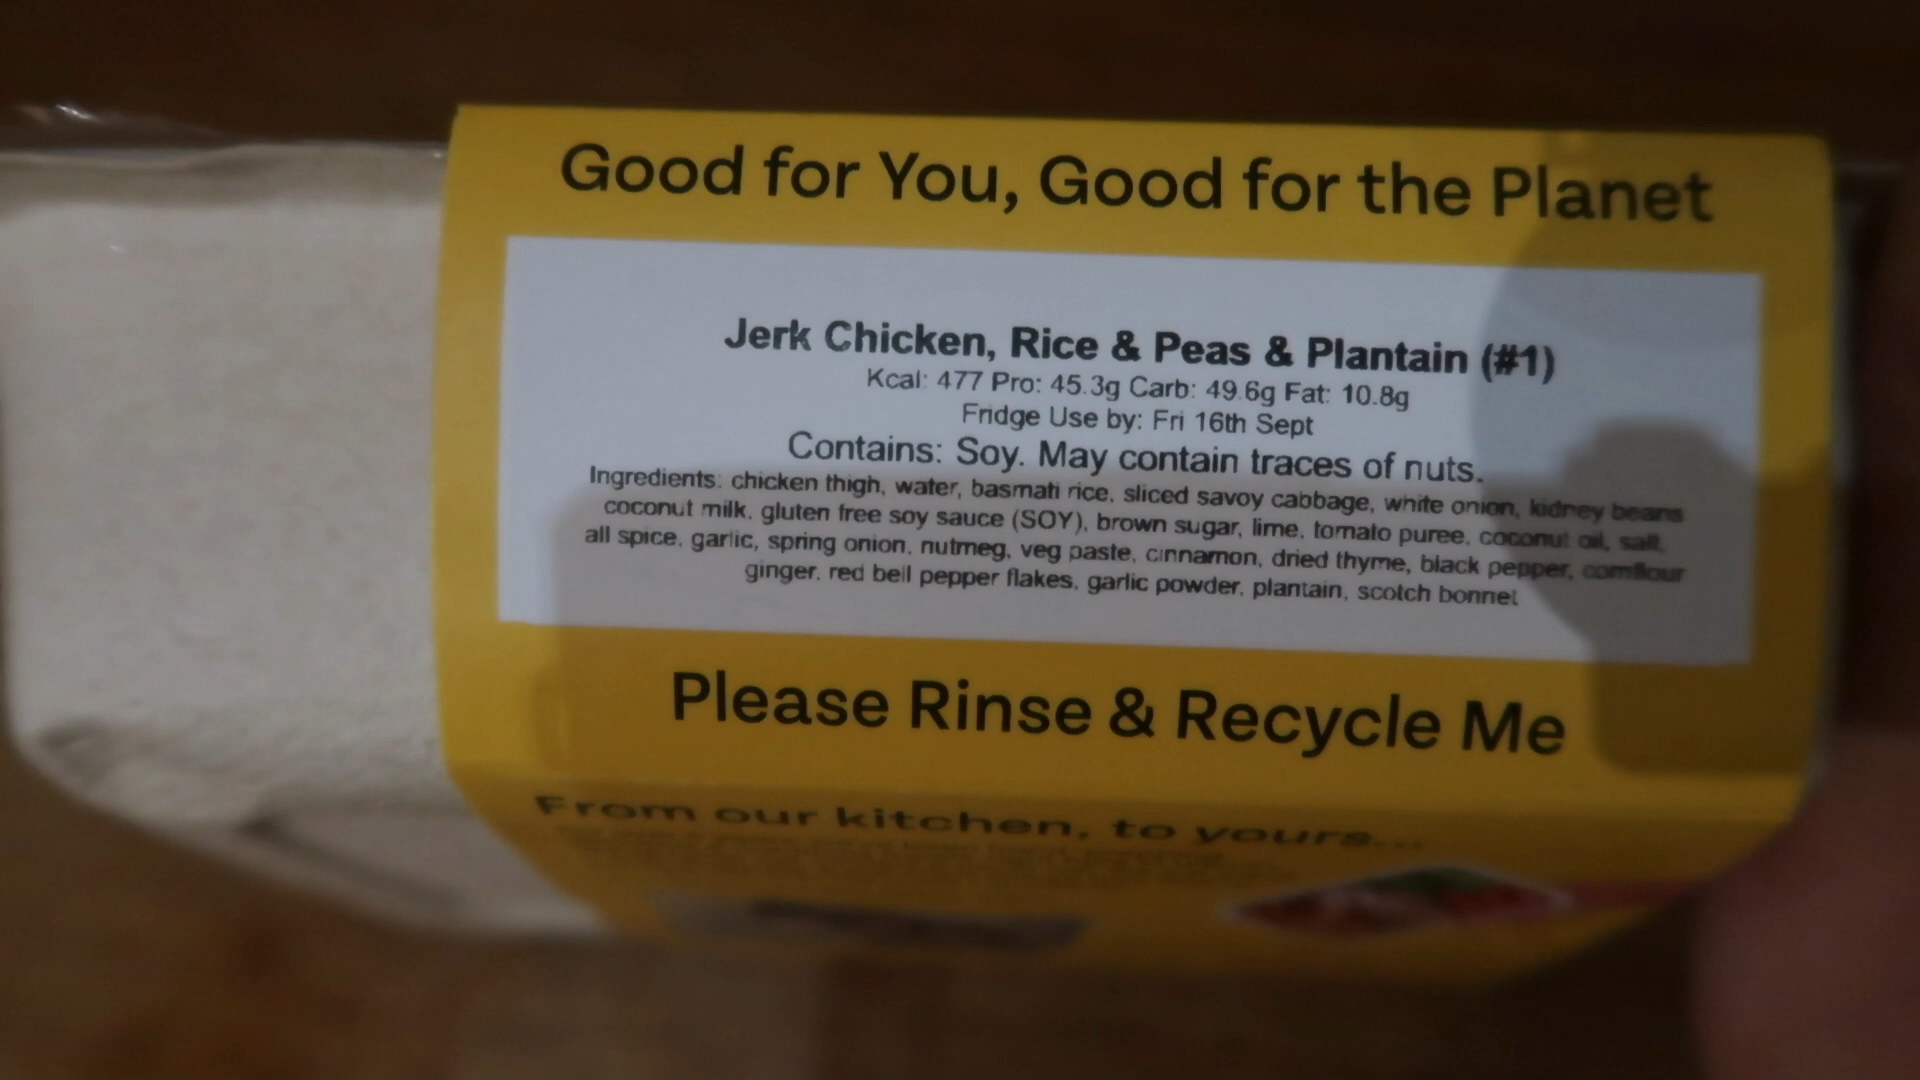 Good for You, Good for the Planet
Jerk Chicken, Rice & Peas & Plantain (#1)
Kcal: 477 Pro: 45.3g Carb: 49.6g Fat: 10.8g
Fridge Use by: Fri 16th Sept
Contains: Soy. May contain traces of nuts.
Ingredients: chicken thigh, water, basmati rice, sliced savoy cabbage, white onion, kidney beans
coconut milk, gluten free soy sauce (SOY), brown sugar, lime, tomato puree, coconut oil, salt,
all spice, garlic, spring onion, nutmeg, veg paste, cinnamon, dried thyme, black pepper, cornflour
ginger, red bell pepper flakes, garlic powder, plantain, scotch bonnet
Please Rinse & Recycle Me
From our kitchen, to yours...